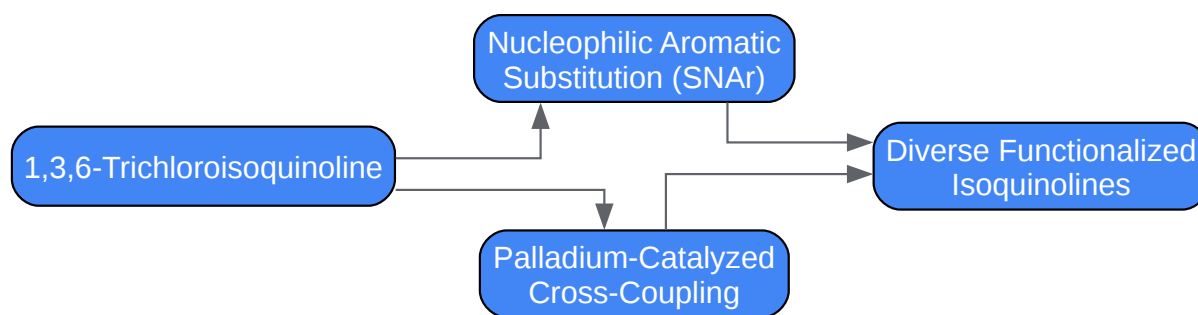 Nucleophilic Aromatic
Substitution (SNAr)
1,3,6-Trichloroisoquinoline
Diverse Functionalized
Isoquinolines
Palladium-Catalyzed
Cross-Coupling